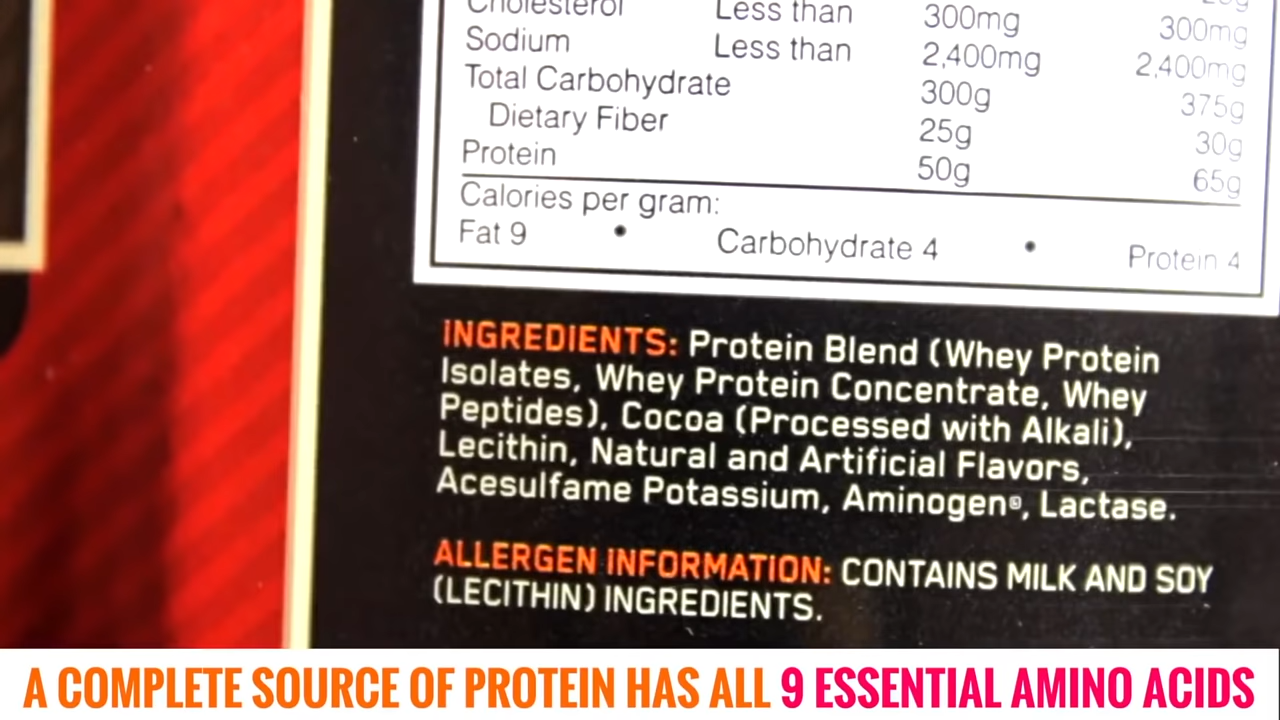 Cholesterol Less than 300mg 300mg
Sodium Less than 2,400mg 2,400mg
Total Carbohydrate 300g 375g
Dietary Fiber 25g 30g
Protein 50g 65g
Calories per gram:
Fat 9 • Carbohydrate 4 • Protein 4
INGREDIENTS: Protein Blend (Whey Protein
Isolates, Whey Protein Concentrate, Whey
Peptides), Cocoa (Processed with Alkali),
Lecithin, Natural and Artificial Flavors,
Acesulfame Potassium, Aminogen®, Lactase.
ALLERGEN INFORMATION: CONTAINS MILK AND SOY
(LECITHIN) INGREDIENTS.
A COMPLETE SOURCE OF PROTEIN HAS ALL 9 ESSENTIAL AMINO ACIDS